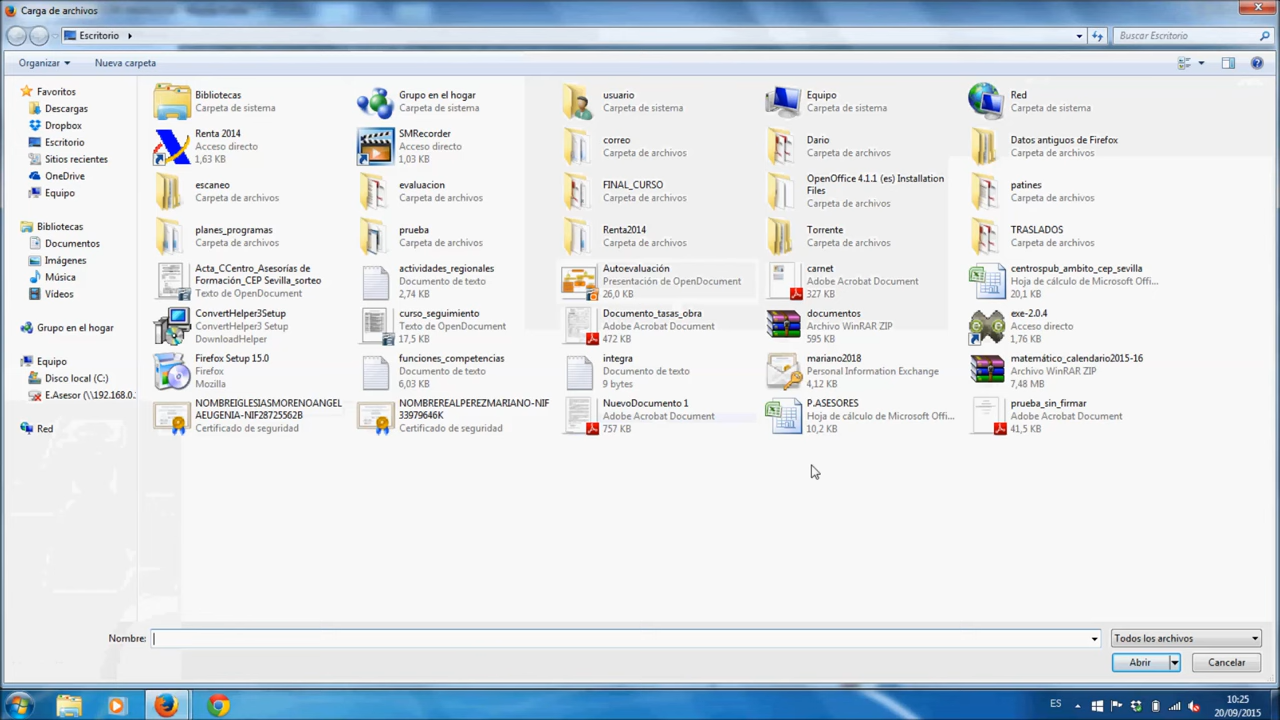 Carga de archivos
Escritorio
Buscar Escritorio
Organizar
Nueva carpeta
Favoritos
Descargas
Dropbox
Escritorio
Sitios recientes
OneDrive
Equipo
Bibliotecas
Documentos
Imágenes
Música
Vídeos
Grupo en el hogar
Equipo
Disco local (C:)
E.Asesor (\\192.168.0.
Red
Bibliotecas
Carpeta de sistema
Grupo en el hogar
Carpeta de sistema
usuario
Carpeta de sistema
Equipo
Carpeta de sistema
Red
Carpeta de sistema
Renta 2014
Acceso directo
1,63 KB
SMRecorder
Acceso directo
1,03 KB
correo
Carpeta de archivos
Dario
Carpeta de archivos
Datos antiguos de Firefox
Carpeta de archivos
escaneo
Carpeta de archivos
evaluacion
Carpeta de archivos
FINAL_CURSO
Carpeta de archivos
OpenOffice 4.1.1 (es) Installation
Files
Carpeta de archivos
patines
Carpeta de archivos
planes_programas
Carpeta de archivos
prueba
Carpeta de archivos
Renta2014
Carpeta de archivos
Torrente
Carpeta de archivos
TRASLADOS
Carpeta de archivos
Acta_CCentro_Asesorías de
Formación_CEP Sevilla_sorteo
Texto de OpenDocument
actividades_regionales
Documento de texto
2,74 KB
Autoevaluación
Presentación de OpenDocument
26,0 KB
carnet
Adobe Acrobat Document
327 KB
centrospub_ambito_cep_sevilla
Hoja de cálculo de Microsoft Offi...
20,1 KB
ConvertHelper3Setup
ConvertHelper3 Setup
DownloadHelper
curso_seguimiento
Texto de OpenDocument
17,5 KB
Documento_tasas_obra
Adobe Acrobat Document
472 KB
documentos
Archivo WinRAR ZIP
595 KB
exe-2.0.4
Acceso directo
1,76 KB
Firefox Setup 15.0
Firefox
Mozilla
funciones_competencias
Documento de texto
6,03 KB
integra
Documento de texto
9 bytes
mariano2018
Personal Information Exchange
4,12 KB
matemático_calendario2015-16
Archivo WinRAR ZIP
7,48 MB
NOMBREIGLESIASMORENOANGEL
AEUGENIA-NIF28725562B
Certificado de seguridad
NOMBREREALPEREZMARIANO-NIF
33979646K
Certificado de seguridad
NuevoDocumento 1
Adobe Acrobat Document
757 KB
P.ASESORES
Hoja de cálculo de Microsoft Offi...
10,2 KB
prueba_sin_firmar
Adobe Acrobat Document
41,5 KB
Nombre:
Todos los archivos
Abrir
Cancelar
ES
10:25
20/09/2015